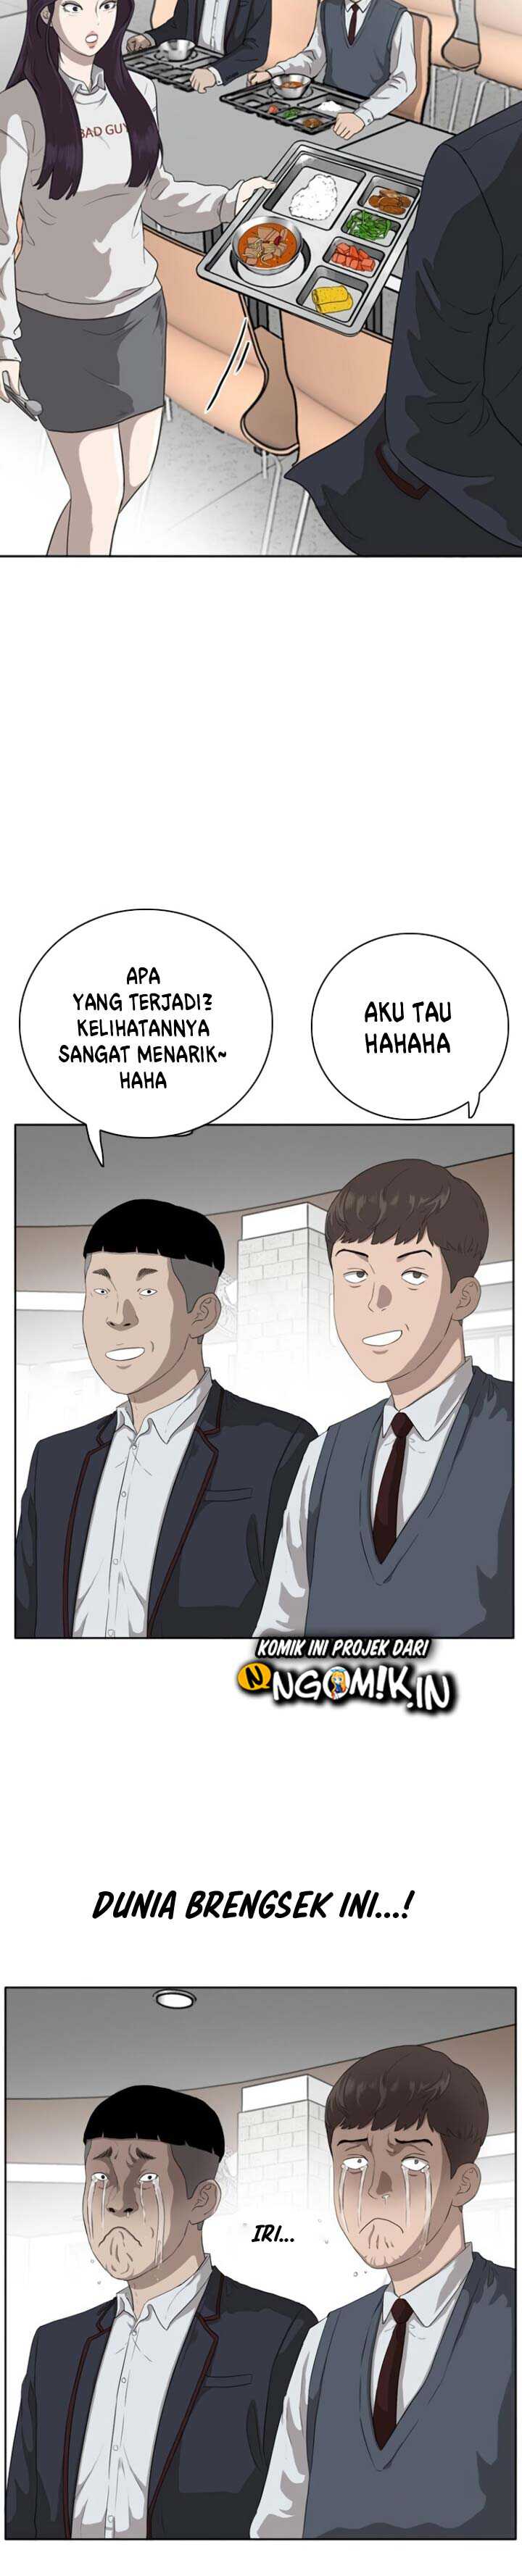 BAD GUY
APA
YANG TERJADI?
KELIHATANNYA
SANGAT MENARIK~
HAHA
AKU TAU
HAHAHA
KOMIK INI PROJEK DARI
NGOMIK.IN
DUNIA BRENGSEK INI...!
IRI...